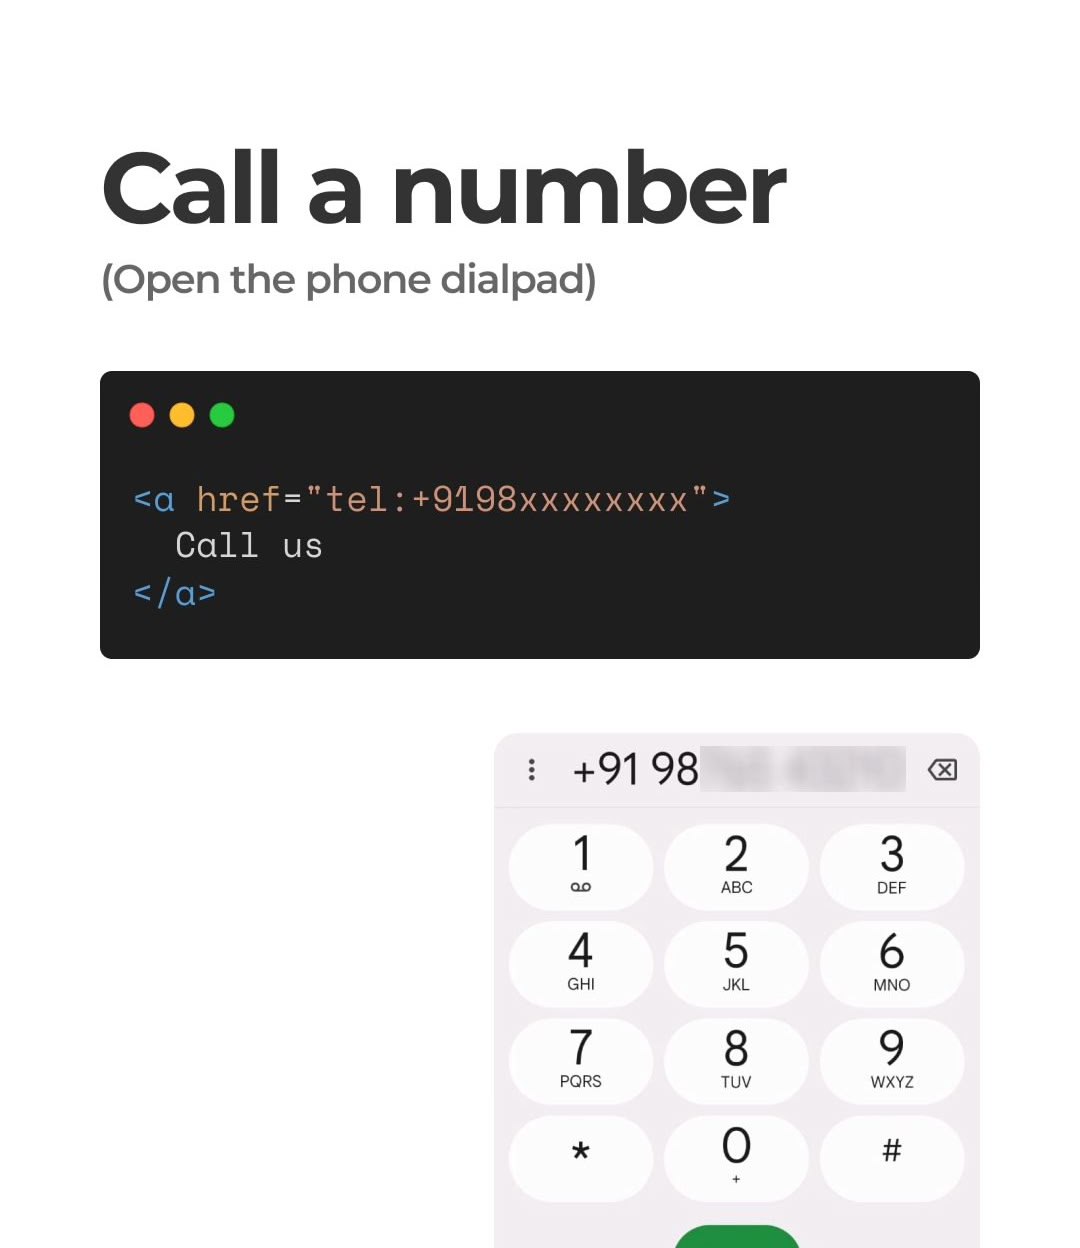 Call a number
(Open the phone dialpad)
<a href="tel:+9198xxxxxxxx">
Call us
</a>
+91 98
1 2 3
ABC DEF
4 5 6
GHI JKL MNO
7 8 9
PQRS TUV WXYZ
* 0 #
+